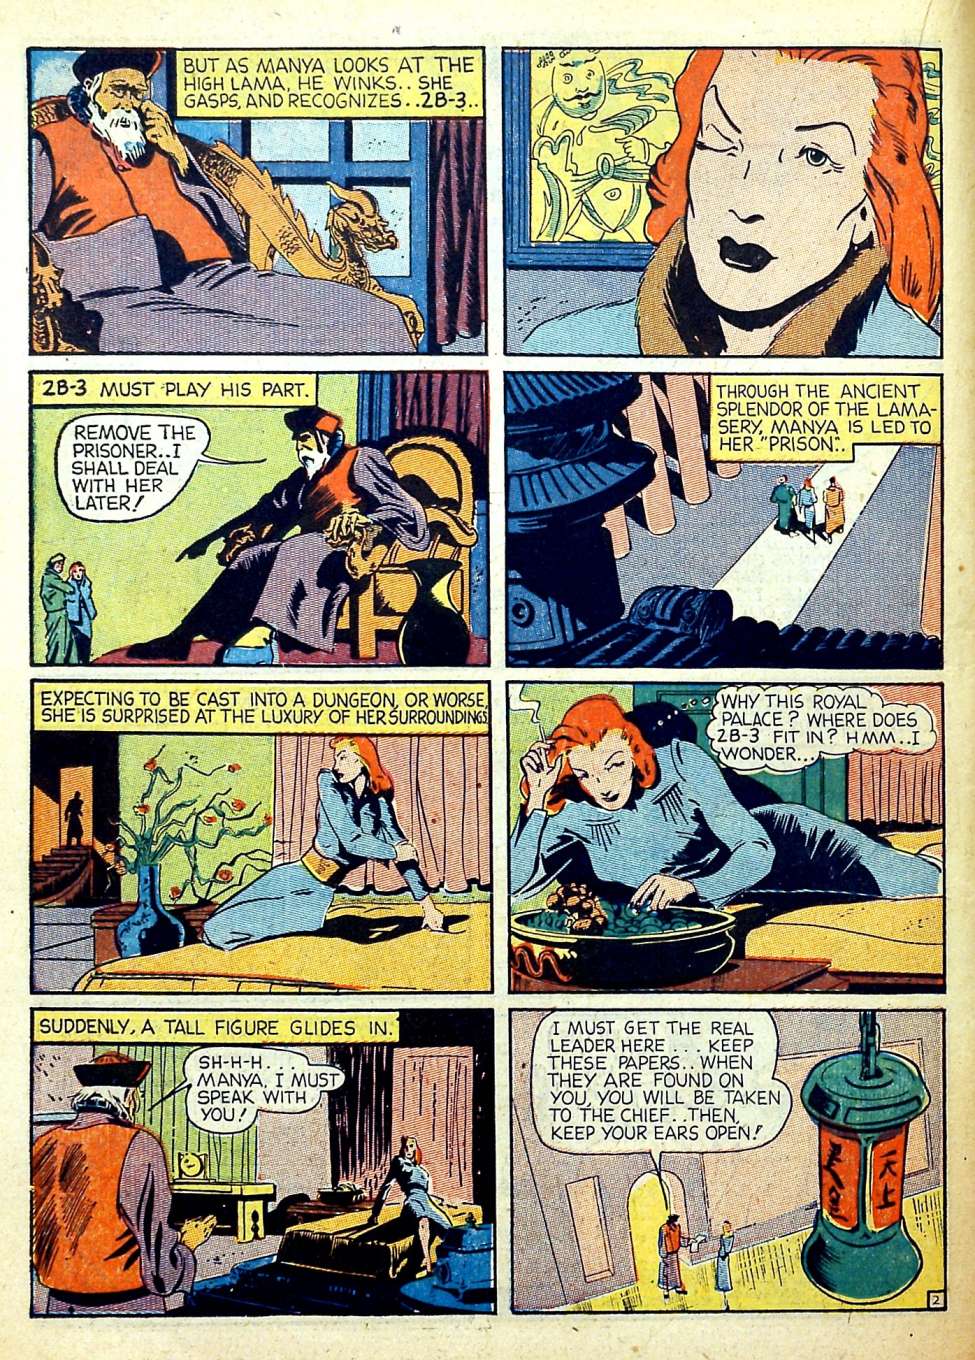 BUT AS MANYA LOOKS AT THE
HIGH LAMA, HE WINKS.. SHE
GASPS, AND RECOGNIZES..2B-3..
2B-3 MUST PLAY HIS PART.
REMOVE THE
PRISONER..I
SHALL DEAL
WITH HER
LATER!
THROUGH THE ANCIENT
SPLENDOR OF THE LAMA-
SERY, MANYA IS LED TO
HER "PRISON"..
EXPECTING TO BE CAST INTO A DUNGEON, OR WORSE,
SHE IS SURPRISED AT THE LUXURY OF HER SURROUNDINGS.
WHY THIS ROYAL
PALACE? WHERE DOES
2B-3 FIT IN? HMM..I
WONDER...
SUDDENLY, A TALL FIGURE GLIDES IN.
SH-H-H....
MANYA, I MUST
SPEAK WITH
YOU!
I MUST GET THE REAL
LEADER HERE ... KEEP
THESE PAPERS.. WHEN
THEY ARE FOUND ON
YOU, YOU WILL BE TAKEN
TO THE CHIEF.. THEN,
KEEP YOUR EARS OPEN!
2